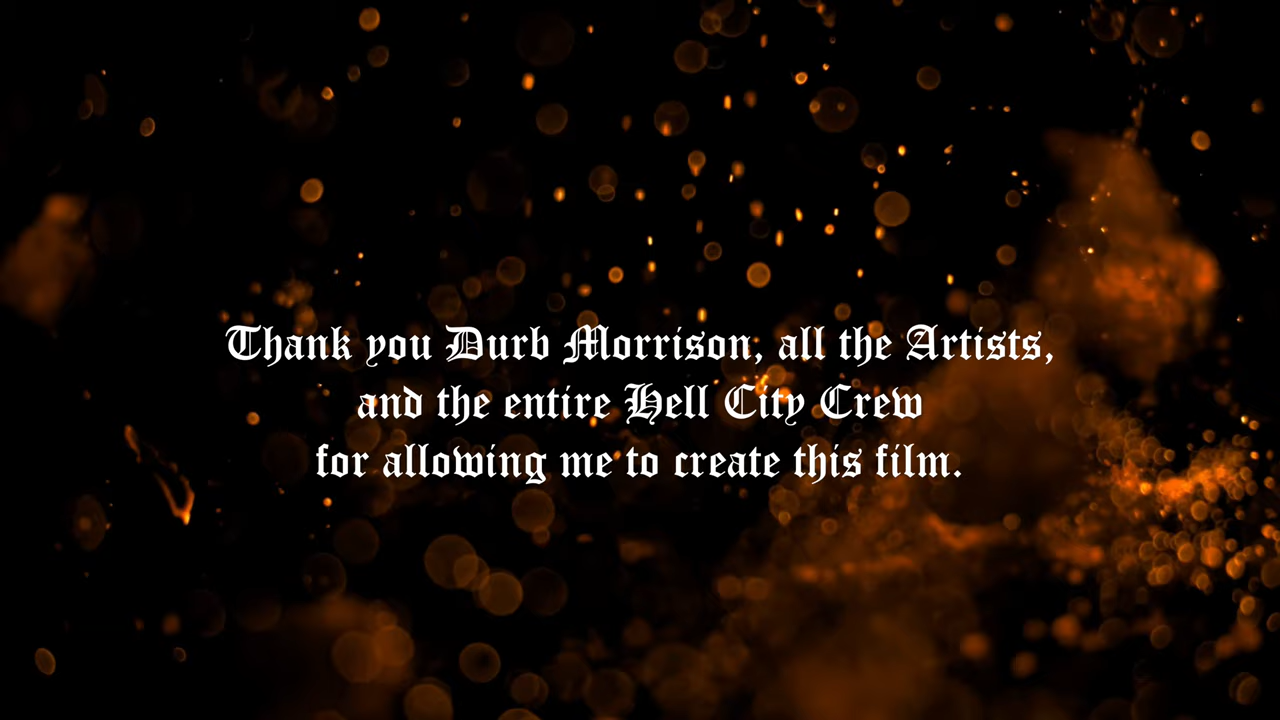 Thank you Durb Morrison, all the Artists,
and the entire Hell City Crew
for allowing me to create this film.